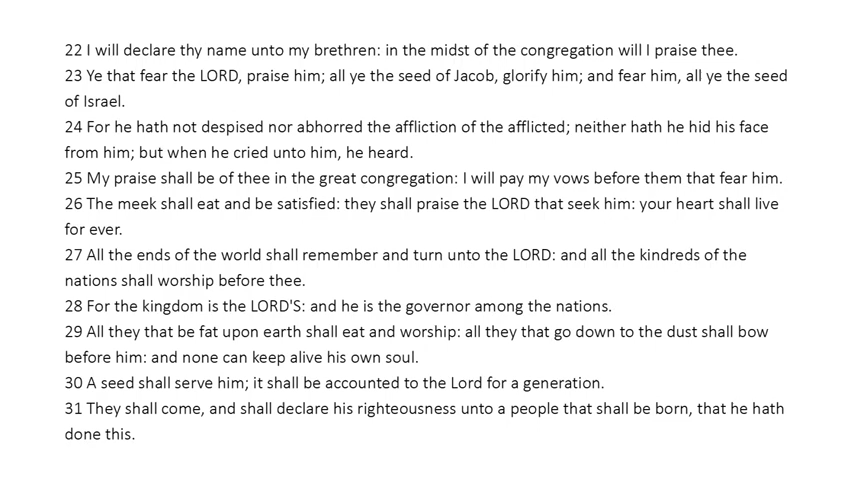 22 I will declare thy name unto my brethren: in the midst of the congregation will I praise thee.
23 Ye that fear the LORD, praise him; all ye the seed of Jacob, glorify him; and fear him, all ye the seed
of Israel.
24 For he hath not despised nor abhorred the affliction of the afflicted; neither hath he hid his face
from him; but when he cried unto him, he heard.
25 My praise shall be of thee in the great congregation: I will pay my vows before them that fear him.
26 The meek shall eat and be satisfied: they shall praise the LORD that seek him: your heart shall live
for ever.
27 All the ends of the world shall remember and turn unto the LORD: and all the kindreds of the
nations shall worship before thee.
28 For the kingdom is the LORD'S: and he is the governor among the nations.
29 All they that be fat upon earth shall eat and worship: all they that go down to the dust shall bow
before him: and none can keep alive his own soul.
30 A seed shall serve him; it shall be accounted to the Lord for a generation.
31 They shall come, and shall declare his righteousness unto a people that shall be born, that he hath
done this.